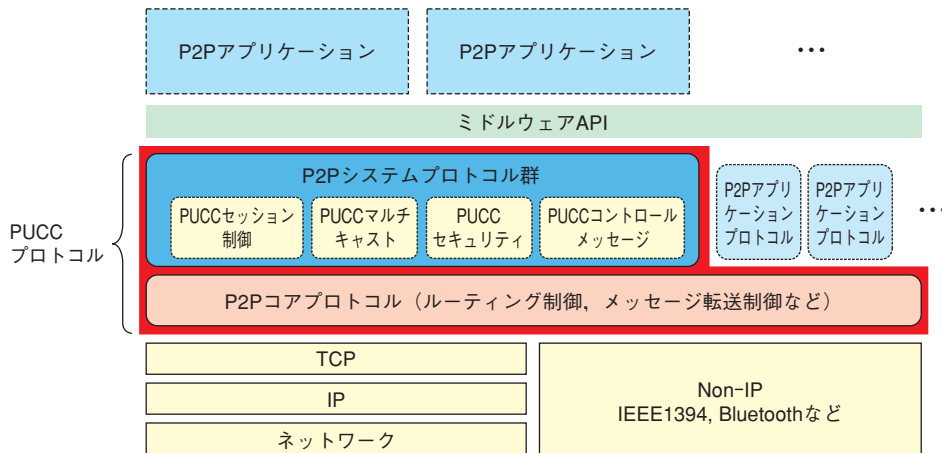 P2Pアプリケーション
P2Pアプリケーション
…
ミドルウェアAPI
PUCC
プロトコル
P2Pシステムプロトコル群
PUCCセッション
制御
PUCCマルチ
キャスト
PUCC
セキュリティ
PUCCコントロール
メッセージ
P2Pアプリ
ケーション
プロトコル
P2Pアプリ
ケーション
プロトコル
…
P2Pコアプロトコル（ルーティング制御，メッセージ転送制御など）
TCP
IP
ネットワーク
Non-IP
IEEE1394, Bluetoothなど